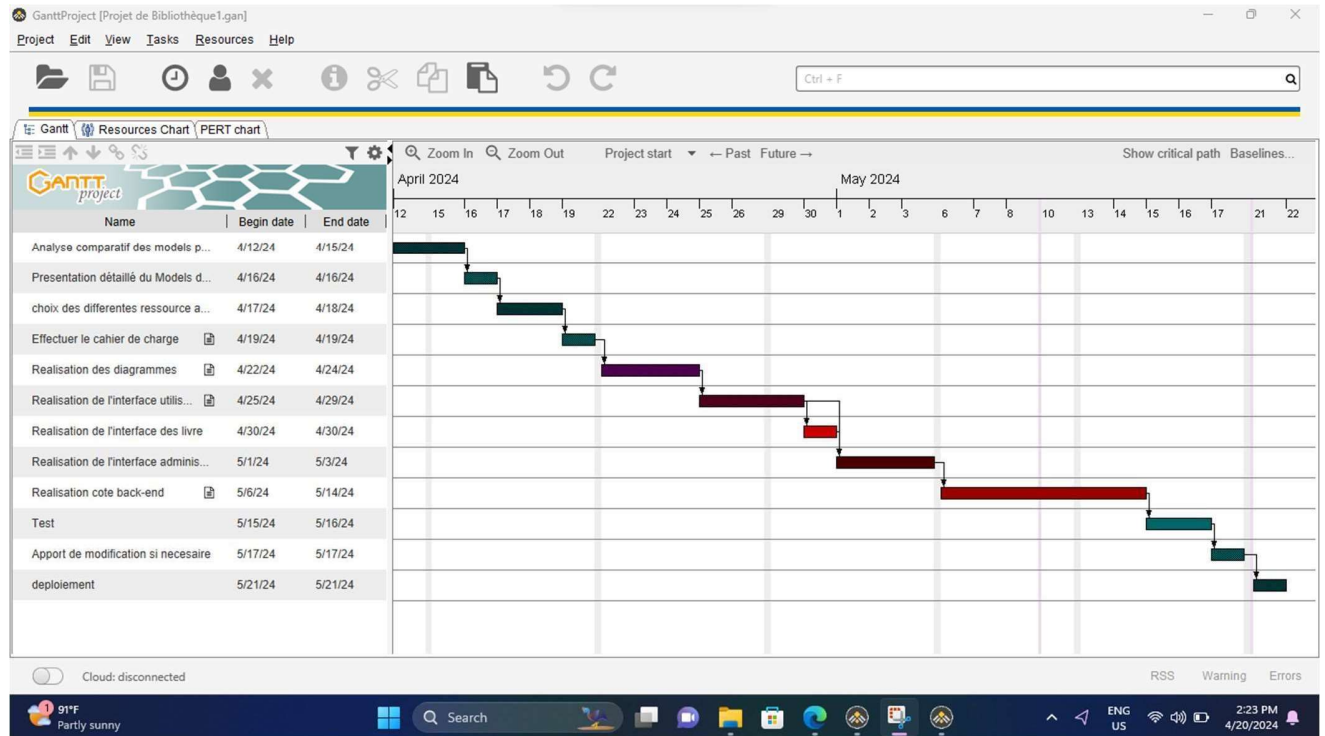 GanttProject [Projet de Bibliothèque1.gan]
Project Edit View Tasks Resources Help
Ctrl + F
Gantt Resources Chart PERT chart
Zoom In Zoom Out Project start ← Past Future → Show critical path Baselines...
GANTT project
April 2024 May 2024
Name Begin date End date
12 15 16 17 18 19 22 23 24 25 26 29 30 1 2 3 6 7 8 10 13 14 15 16 17 21 22
Analyse comparatif des models p... 4/12/24 4/15/24
Presentation détaillé du Models d... 4/16/24 4/16/24
choix des differentes ressource a... 4/17/24 4/18/24
Effectuer le cahier de charge 4/19/24 4/19/24
Realisation des diagrammes 4/22/24 4/24/24
Realisation de l'interface utilis... 4/25/24 4/29/24
Realisation de l'interface des livre 4/30/24 4/30/24
Realisation de l'interface adminis... 5/1/24 5/3/24
Realisation cote back-end 5/6/24 5/14/24
Test 5/15/24 5/16/24
Apport de modification si necesaire 5/17/24 5/17/24
deploiement 5/21/24 5/21/24
Cloud: disconnected RSS Warning Errors
1 91°F
Partly sunny
Search
ENG
US
2:23 PM
4/20/2024